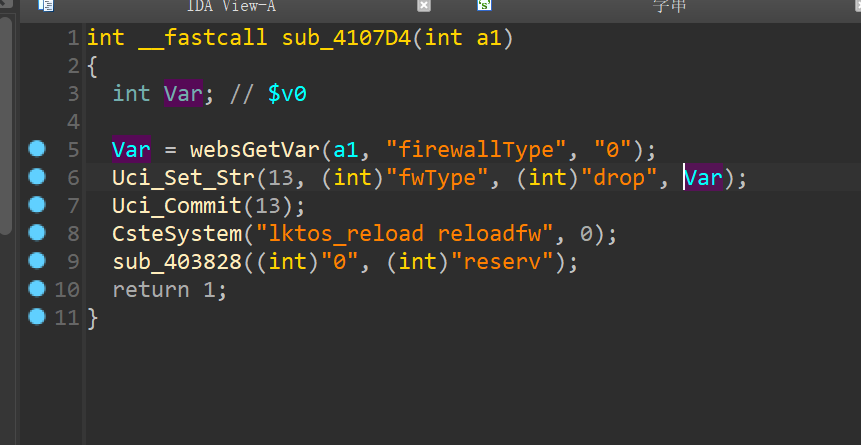 IDA View-A 字串
1 int __fastcall sub_4107D4(int a1)
2 {
3 int Var; // $v0
4
5 Var = websGetVar(a1, "firewallType", "0");
6 Uci_Set_Str(13, (int)"fwType", (int)"drop", Var);
7 Uci_Commit(13);
8 CsteSystem("lktos_reload reloadfw", 0);
9 sub_403828((int)"0", (int)"reserv");
10 return 1;
11 }